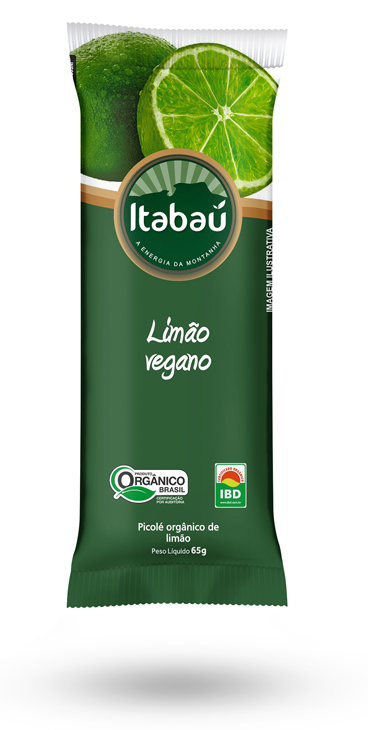 Itabaú
A ENERGIA DA MONTANHA
IMAGEM ILUSTRATIVA
Limão
vegano
PRODUTO
ORGÂNICO
BRASIL
CERTIFICAÇÃO
POR AUDITORIA
IBD
Picolé orgânico de
limão
Peso Líquido 65g